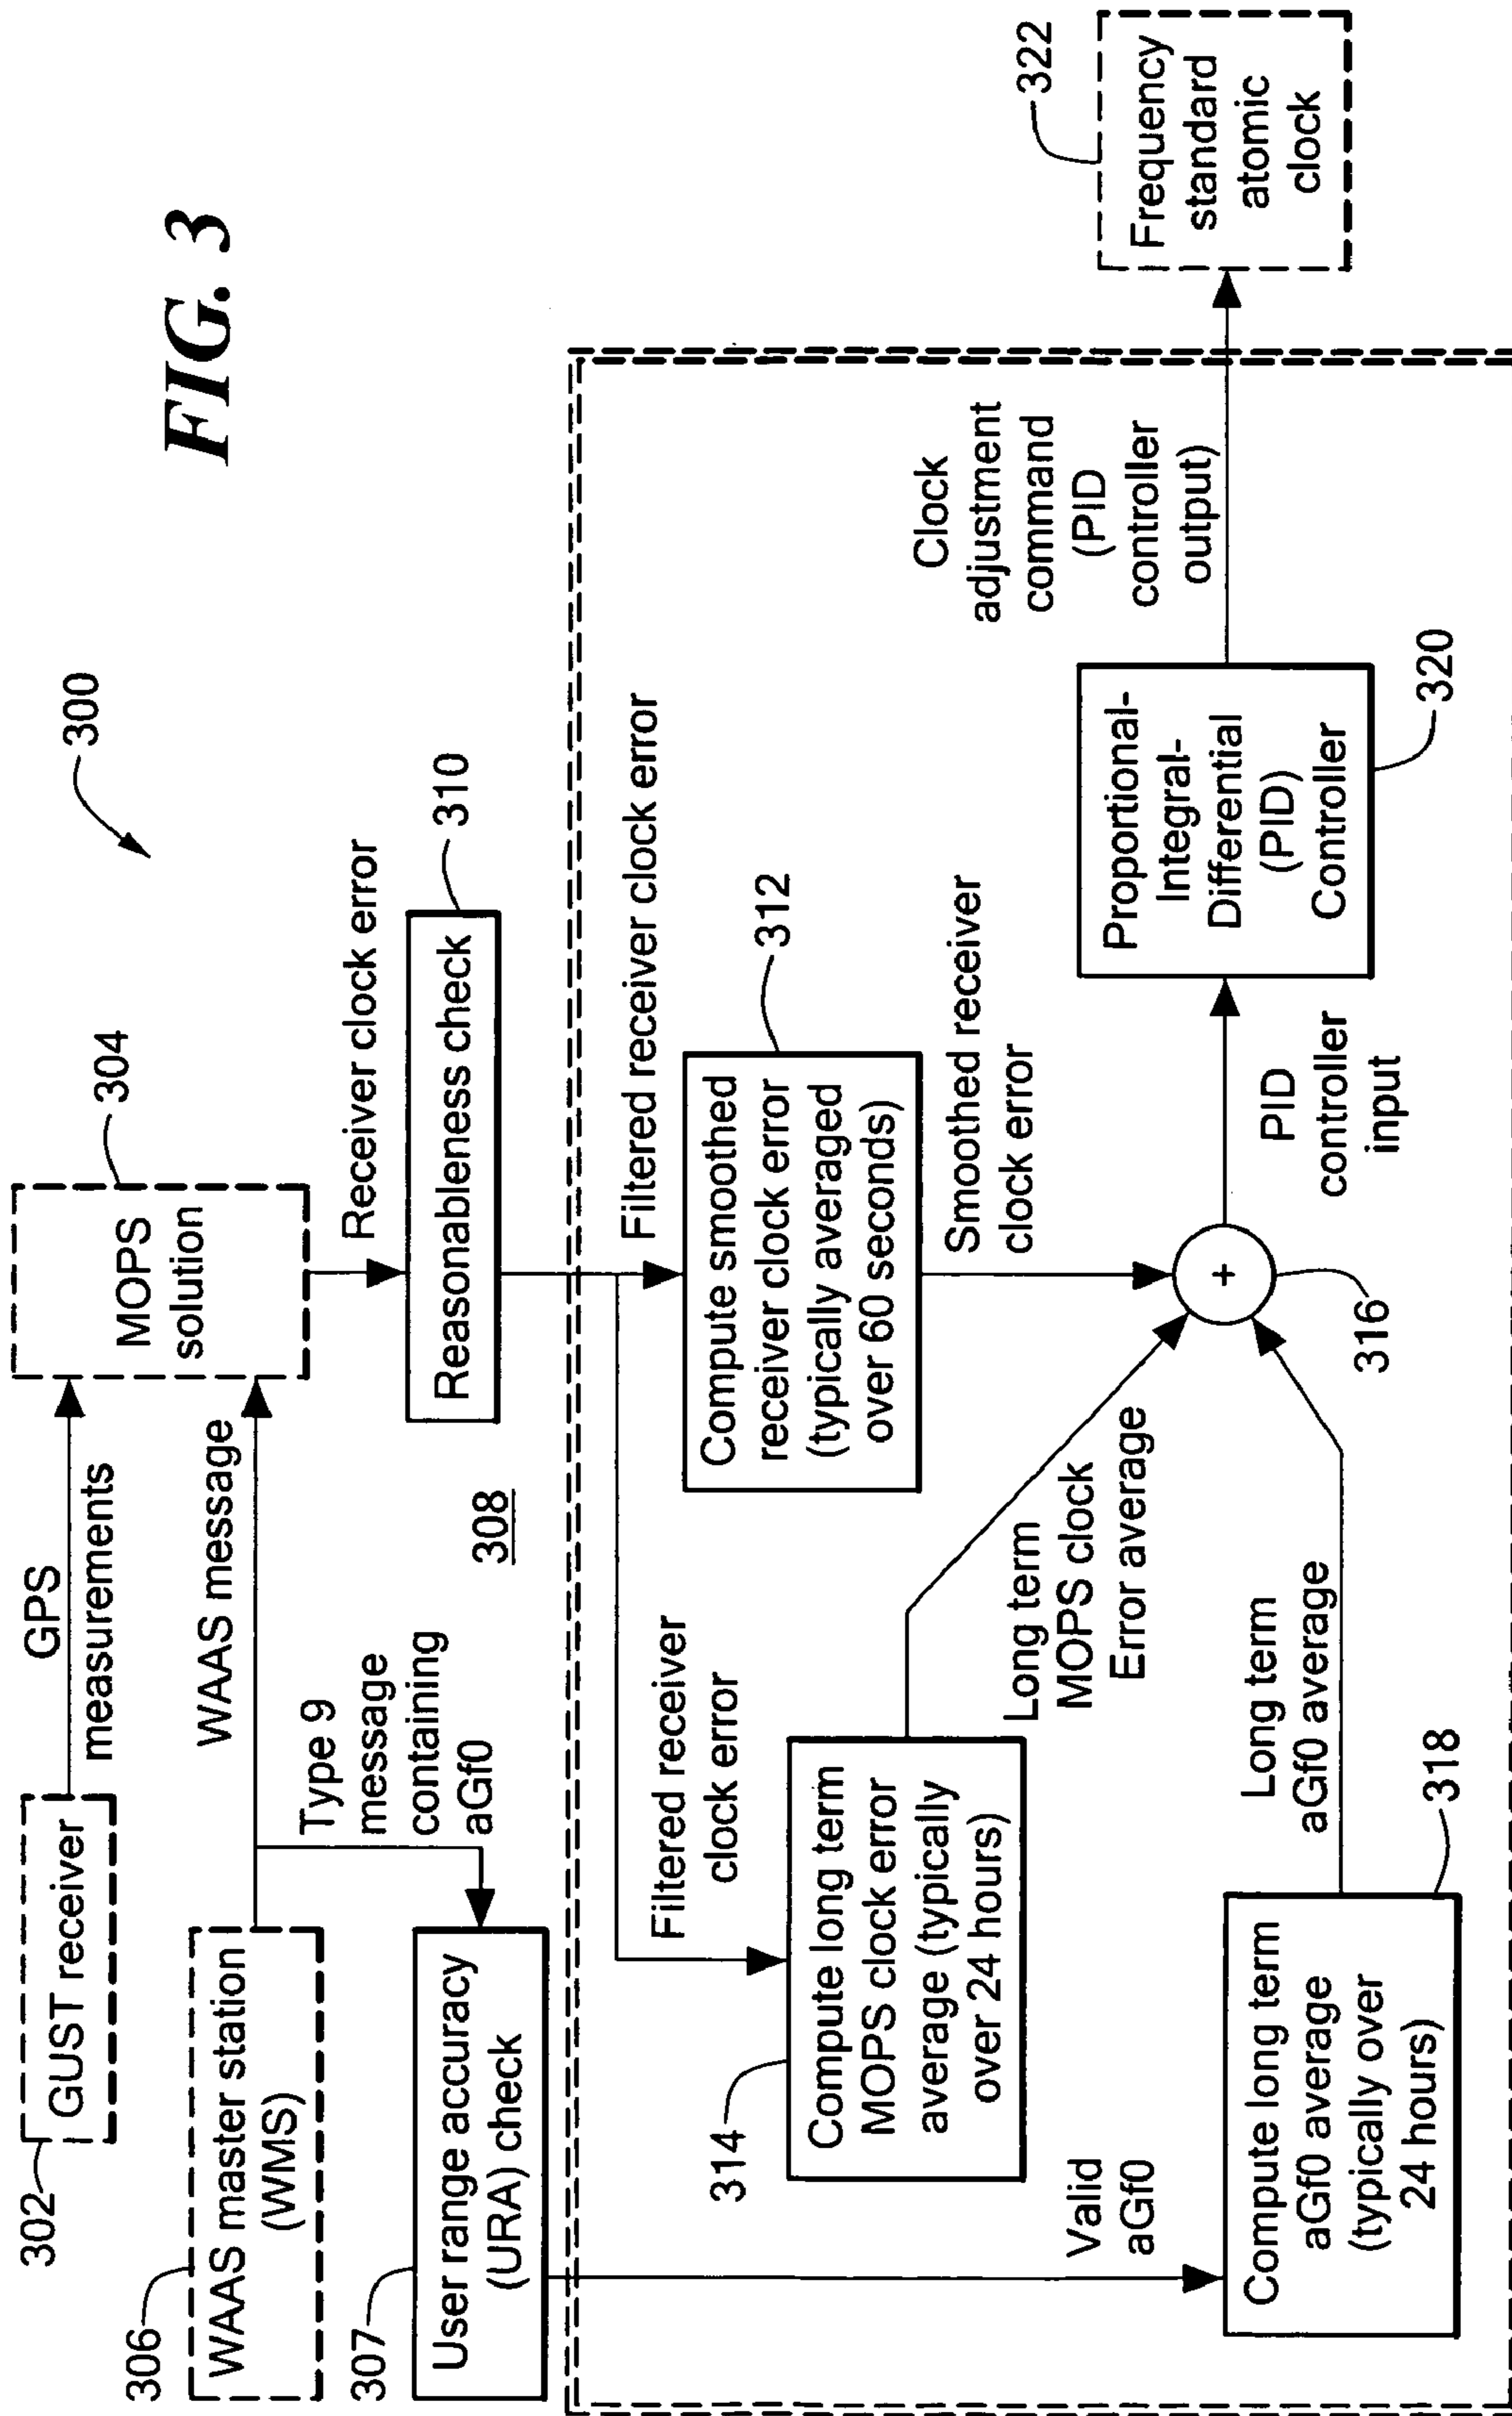 FIG. 3
300
GUST receiver
302
GPS
measurements
MOPS
solution
304
WAAS master station
(WMS)
306
WAAS message
Type 9
message
containing
aGf0
User range accuracy
(URA) check
307
Receiver clock error
Reasonableness check
310
308
Filtered receiver clock error
Compute smoothed
receiver clock error
(typically averaged
over 60 seconds)
312
Filtered receiver
clock error
Compute long term
MOPS clock error
average (typically
over 24 hours)
314
Smoothed receiver
clock error
Long term
MOPS clock
Error average
Valid
aGf0
Compute long term
aGf0 average
(typically over
24 hours)
318
Long term
aGf0 average
+
316
PID
controller
input
Proportional-
Integral-
Differential
(PID)
Controller
320
Clock
adjustment
command
(PID
controller
output)
Frequency
standard
atomic
clock
322